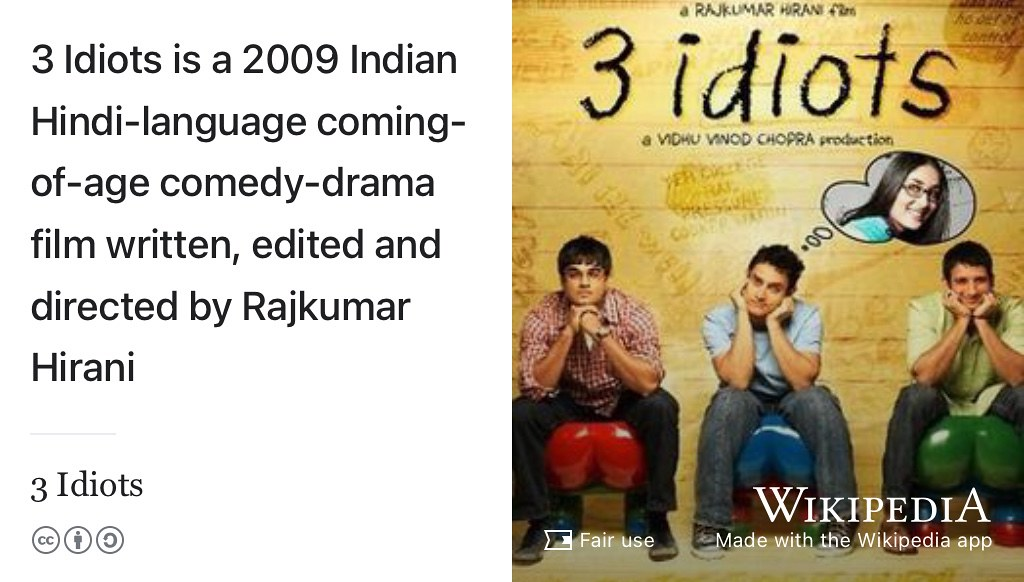 3 Idiots is a 2009 Indian
Hindi-language coming-
of-age comedy-drama
film written, edited and
directed by Rajkumar
Hirani
3 Idiots
cc
a RAJKUMAR HIRANI film
3 idiots
a VIDHU VINOD CHOPRA production
WIKIPEDIA
Fair use
Made with the Wikipedia app